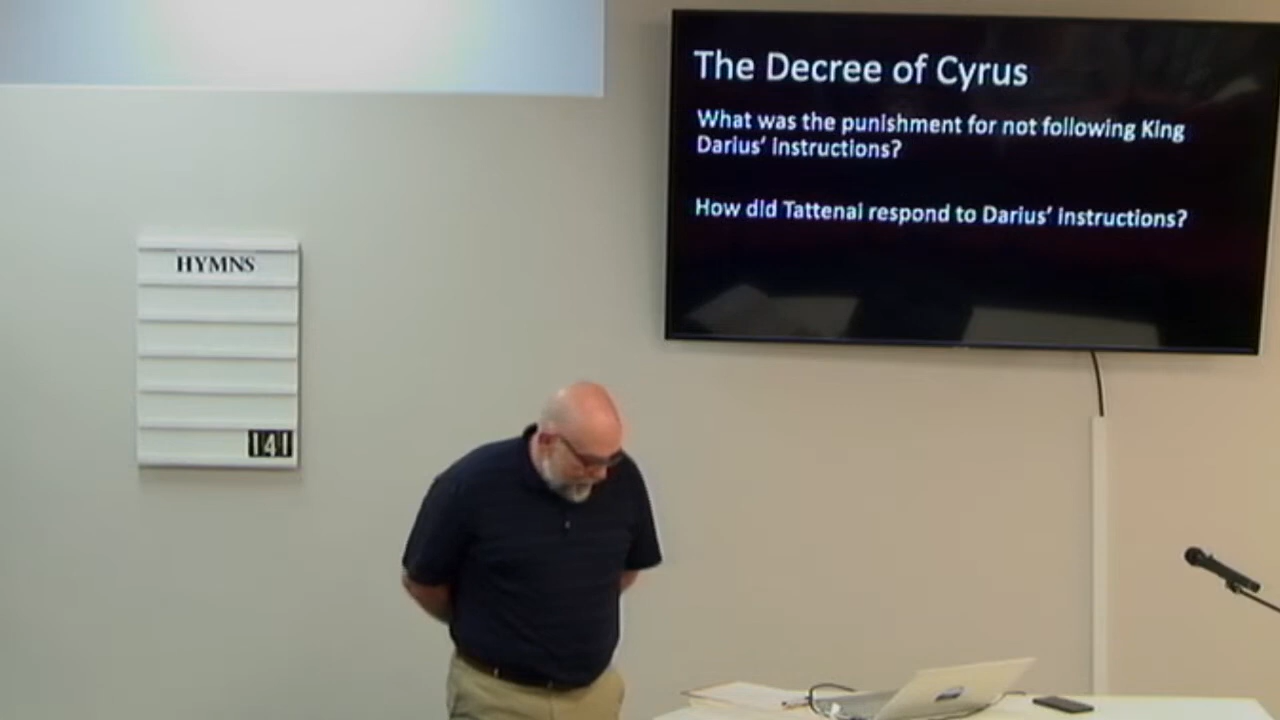 The Decree of Cyrus
What was the punishment for not following King
Darius' instructions?
How did Tattenai respond to Darius' instructions?
HYMNS
141